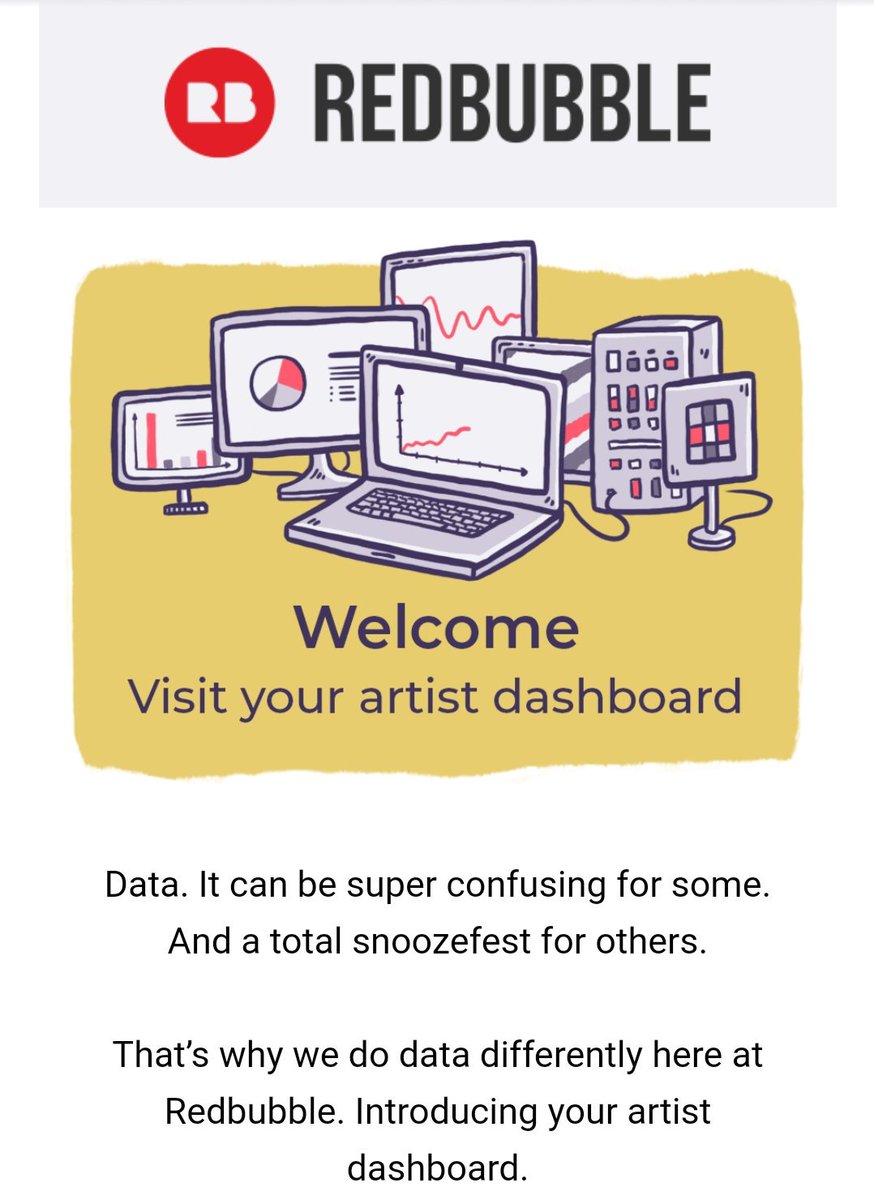 RB REDBUBBLE
Welcome
Visit your artist dashboard
Data. It can be super confusing for some.
And a total snoozefest for others.
That’s why we do data differently here at
Redbubble. Introducing your artist
dashboard.